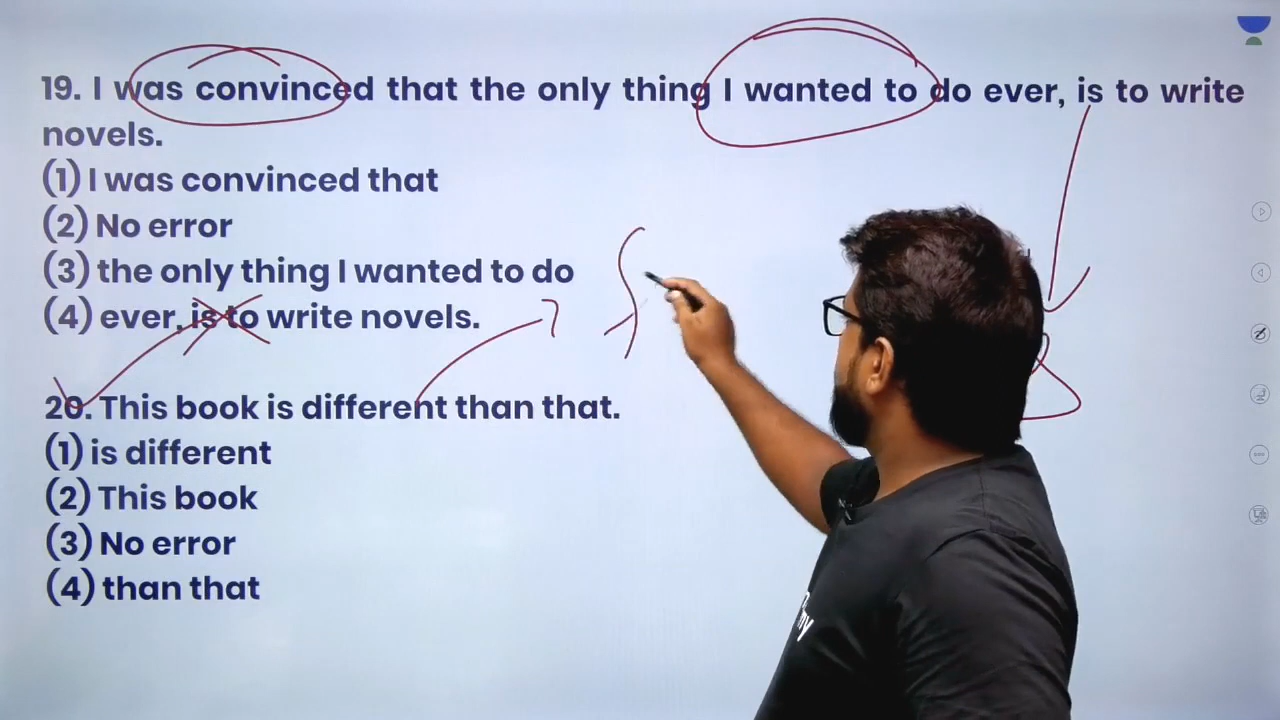 19. I was convinced that the only thing I wanted to do ever, is to write
novels.
(1) I was convinced that
(2) No error
(3) the only thing I wanted to do
(4) ever, is to write novels.
20. This book is different than that.
(1) is different
(2) This book
(3) No error
(4) than that